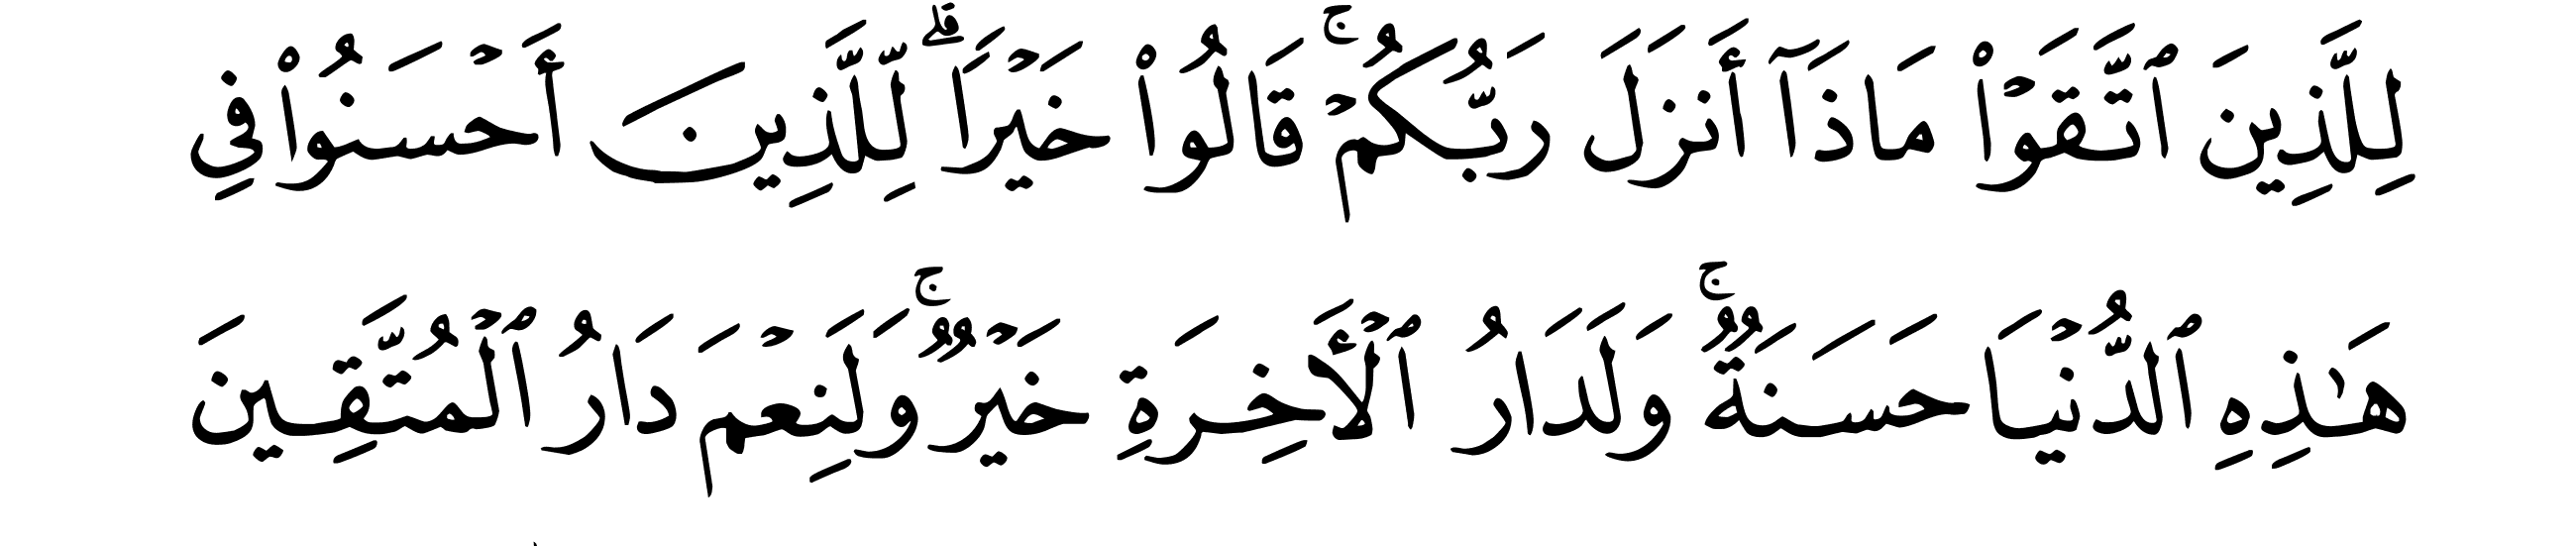 لِلَّذِينَ ٱتَّقَوۡاْ مَاذَآ أَنزَلَ رَبُّكُمۡۚ قَالُواْ خَيۡرٗاۗ لِّلَّذِينَ أَحۡسَنُواْ فِي
هَٰذِهِ ٱلدُّنۡيَا حَسَنَةٞۚ وَلَدَارُ ٱلۡأَخِرَةِ خَيۡرٞۚ وَلَنِعۡمَ دَارُ ٱلۡمُتَّقِينَ